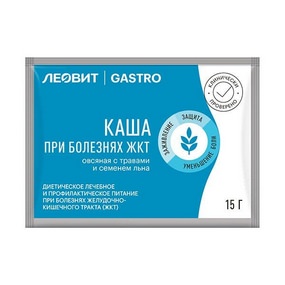 ЛЕОВИТ | GASTRO
КЛИНИЧЕСКИ ПРОВЕРЕНО
КАША
ПРИ БОЛЕЗНЯХ ЖКТ
овсяная с травами
и семенем льна
ЗАЖИВЛЕНИЕ
ЗАЩИТА
УМЕНЬШЕНИЕ БОЛИ
ДИЕТИЧЕСКОЕ ЛЕЧЕБНОЕ
И ПРОФИЛАКТИЧЕСКОЕ ПИТАНИЕ
ПРИ БОЛЕЗНЯХ ЖЕЛУДОЧНО-
КИШЕЧНОГО ТРАКТА (ЖКТ)
15 Г